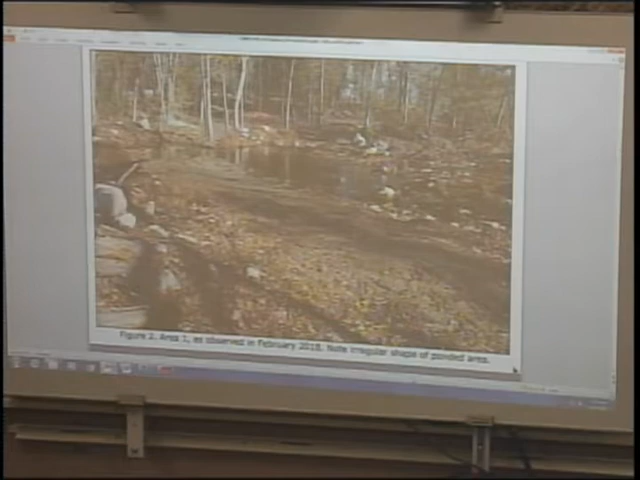 Figure 2. Area 1, as observed in February 2018. Note irregular shape of ponded area.